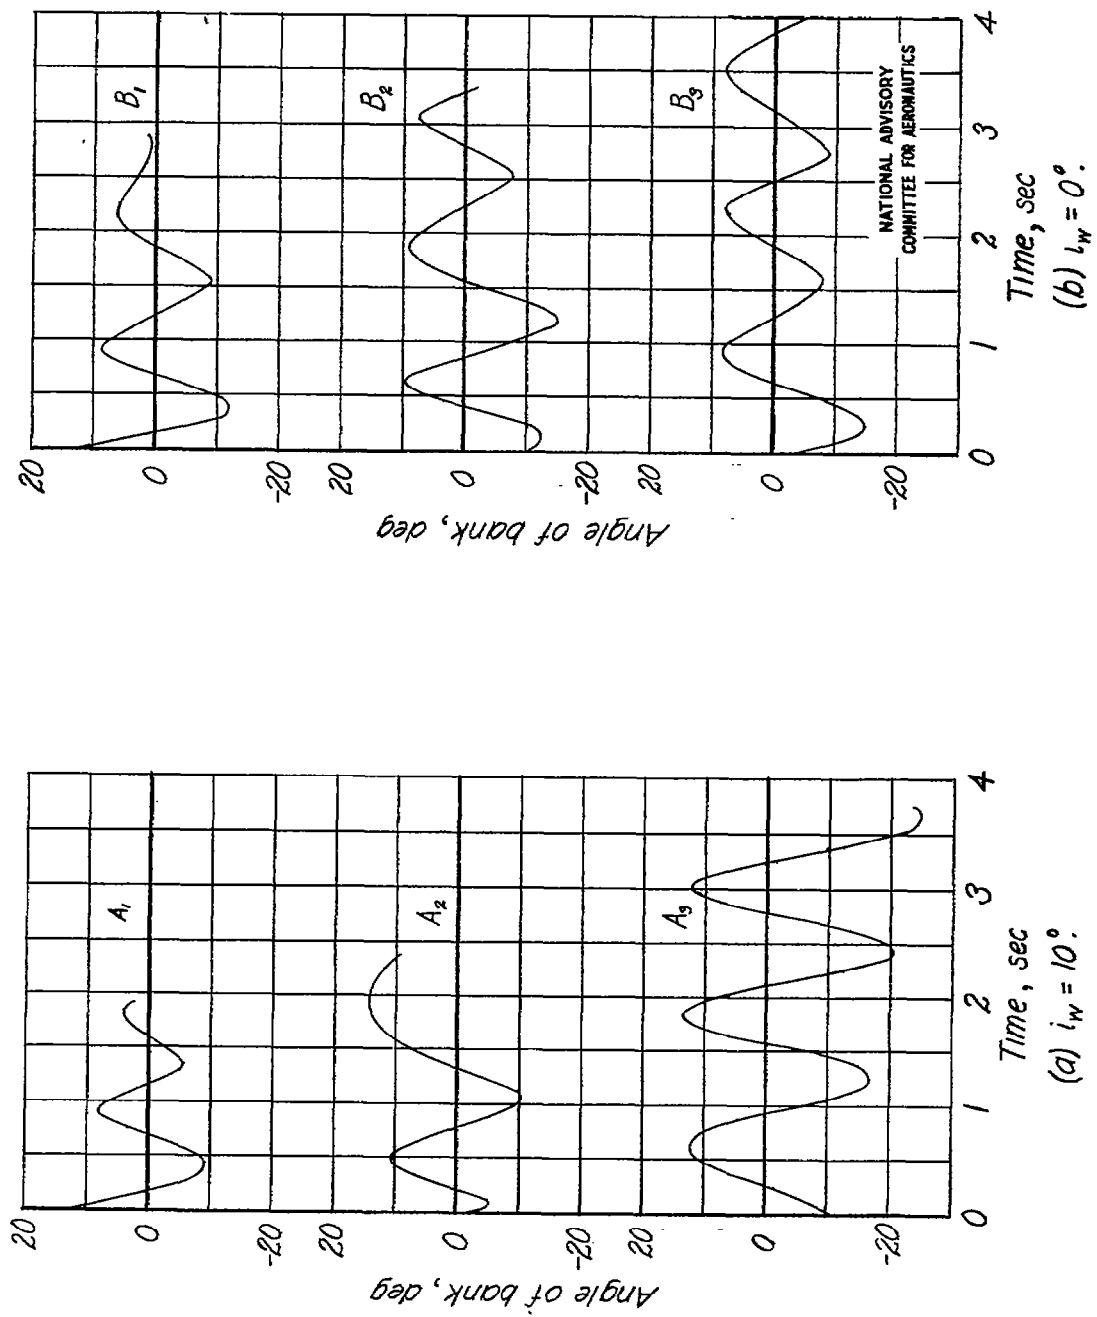 Angle of bank, deg
20
0
-20
20
0
-20
20
0
-20
A₁
A₂
A₃
0 1 2 3 4
Time, sec
(a) iw = 10°.
Angle of bank, deg
20
0
-20
20
0
-20
20
0
-20
B₁
B₂
B₃
NATIONAL ADVISORY
COMMITTEE FOR AERONAUTICS
0 1 2 3 4
Time, sec
(b) iw = 0°.